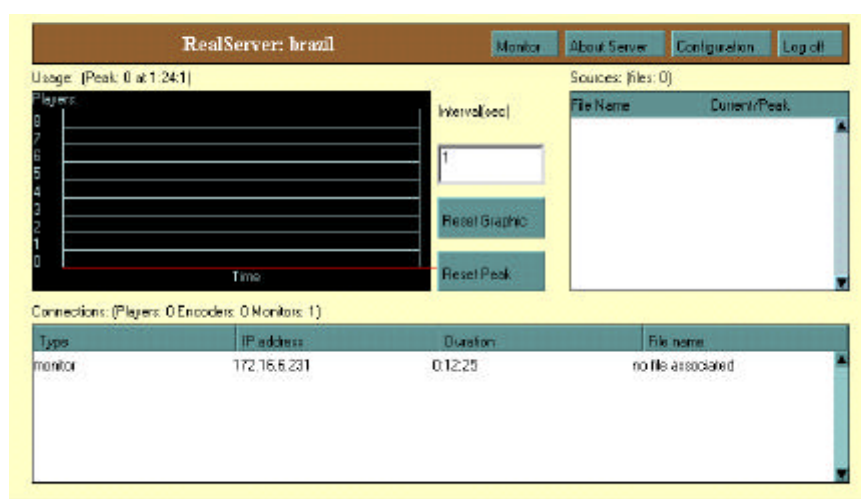 RealServer: brazil
Monitor
About Server
Configuration
Log off
Usage: (Peak: 0 at 1:24:1)
Sources: (files: 0)
Players:
8
7
6
5
4
3
2
1
0
Time
Interval(sec)
1
Reset Graphic
Reset Peak
File Name Current/Peak
Connections: (Players: 0 Encoders: 0 Monitors: 1)
Type IP address Duration File name
monitor 172.16.6.231 0:12:25 no file associated